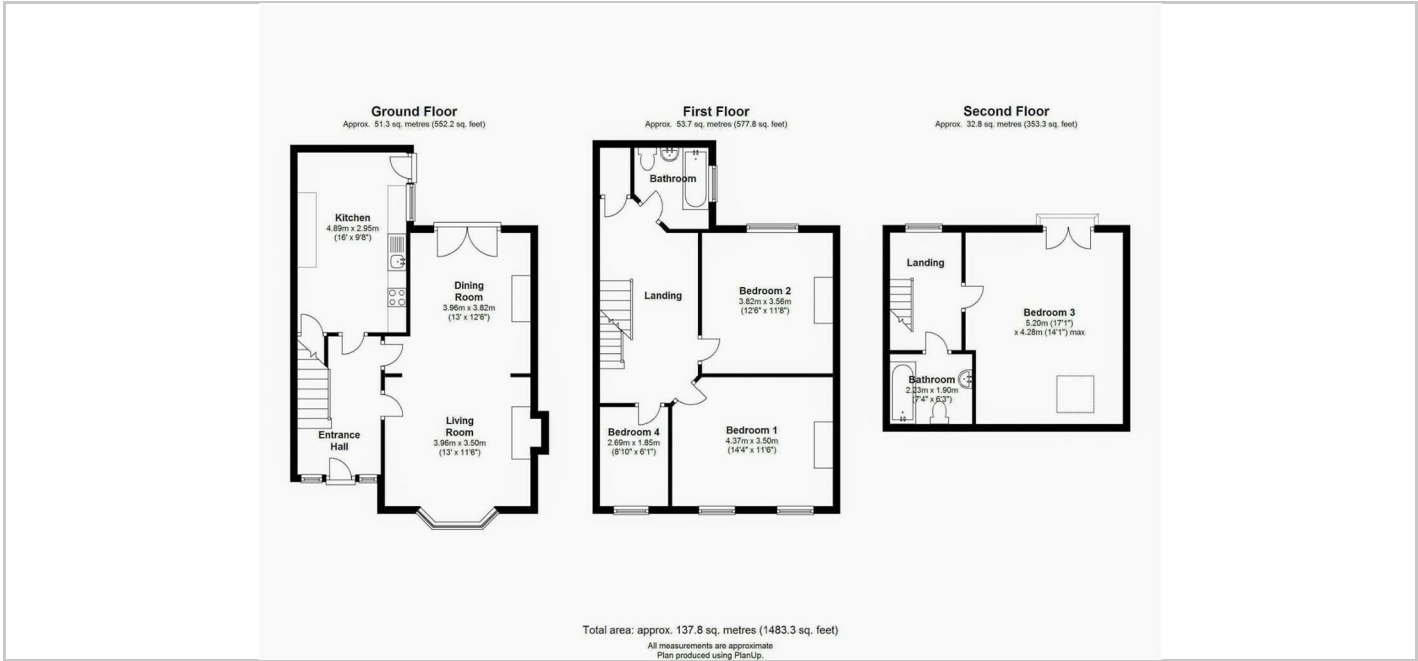 Ground Floor
Approx. 51.3 sq. metres (552.2 sq. feet)
Kitchen
4.89m x 2.95m
(16' x 9'8")
Dining
Room
3.96m x 3.82m
(13' x 12'6")
Living
Room
3.96m x 3.50m
(13' x 11'6")
Entrance
Hall
First Floor
Approx. 53.7 sq. metres (577.8 sq. feet)
Bathroom
Landing
Bedroom 2
3.82m x 3.56m
(12'6" x 11'8")
Bedroom 4
2.69m x 1.85m
(8'10" x 6'1")
Bedroom 1
4.37m x 3.50m
(14'4" x 11'6")
Second Floor
Approx. 32.8 sq. metres (353.3 sq. feet)
Landing
Bedroom 3
5.20m (17'1")
x 4.28m (14'1") max
Bathroom
2.23m x 1.90m
(7'4" x 6'3")
Total area: approx. 137.8 sq. metres (1483.3 sq. feet)
All measurements are approximate
Plan produced using PlanUp.